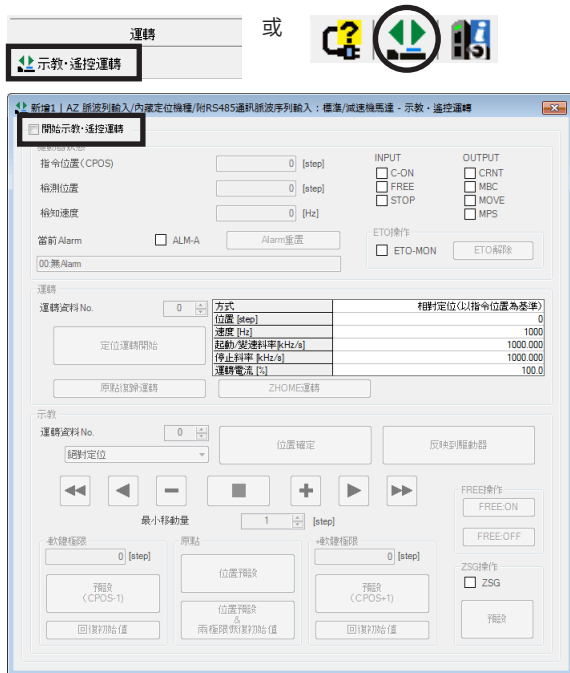 運轉
或
示教·遙控運轉
新增1 | AZ 脈波列輸入/內藏定位機種/附RS485通訊脈波序列輸入：標準/減速機馬達 - 示教·遙控運轉
開始示教·遙控運轉
驅動器狀態
指令位置(CPOS) 0 [step]
檢測位置 0 [step]
檢知速度 0 [Hz]
當前 Alarm ALM-A Alarm重置
00:無Alarm
INPUT
C-ON
FREE
STOP
OUTPUT
CRNT
MBC
MOVE
MPS
ETO操作
ETO-MON ETO解除
運轉
運轉資料No. 0
定位運轉開始
方式 相對定位(以指令位置為基準)
位置 [step] 0
速度 [Hz] 1000
起動/變速斜率[kHz/s] 1000.000
停止斜率 [kHz/s] 1000.000
運轉電流 [%] 100.0
原點復歸運轉 ZHOME運轉
示教
運轉資料No. 0
絕對定位
位置確定
反映到驅動器
最小移動量 1 [step]
FREE操作
FREE:ON
FREE:OFF
-軟體極限
0 [step]
預設
(CPOS-1)
回復初始值
原點
位置預設
位置預設
&
兩極限恢復初始值
+軟體極限
0 [step]
預設
(CPOS+1)
回復初始值
ZSG操作
ZSG
預設